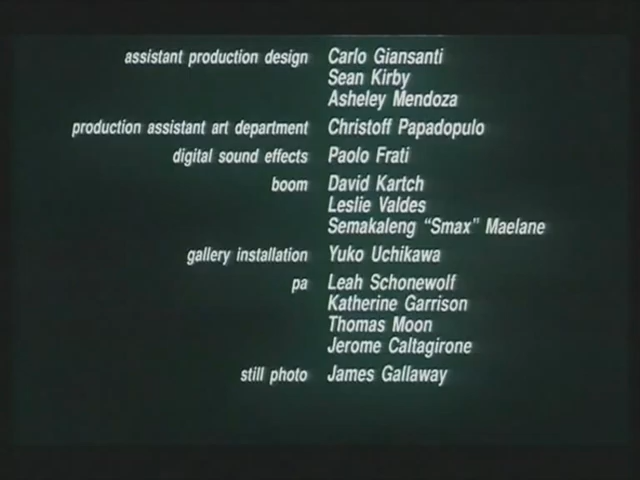 assistant production design Carlo Giansanti
Sean Kirby
Asheley Mendoza
production assistant art department Christoff Papadopulo
digital sound effects Paolo Frati
boom David Kartch
Leslie Valdes
Semakaleng “Smax” Maelane
gallery installation Yuko Uchikawa
pa Leah Schonewolf
Katherine Garrison
Thomas Moon
Jerome Caltagirone
still photo James Gallaway